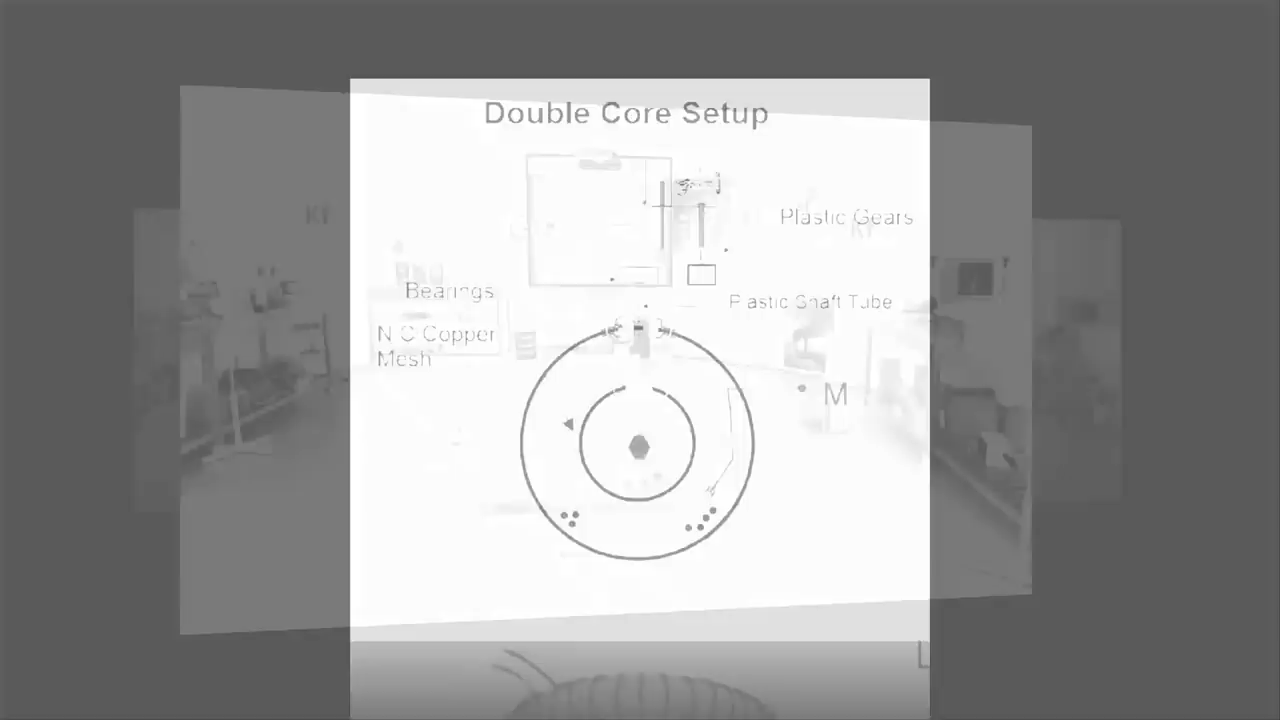 Double Core Setup
Plastic Gears
Bearings
Plastic Shaft Tube
N C Copper
Mesh
M